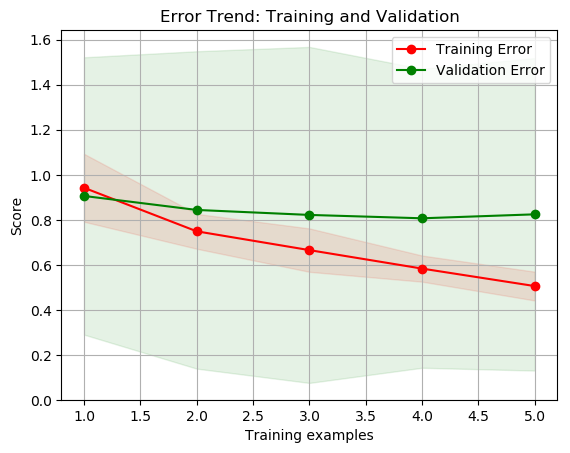 Error Trend: Training and Validation
Training Error
Validation Error
Score
1.6
1.4
1.2
1.0
0.8
0.6
0.4
0.2
0.0
1.0 1.5 2.0 2.5 3.0 3.5 4.0 4.5 5.0
Training examples